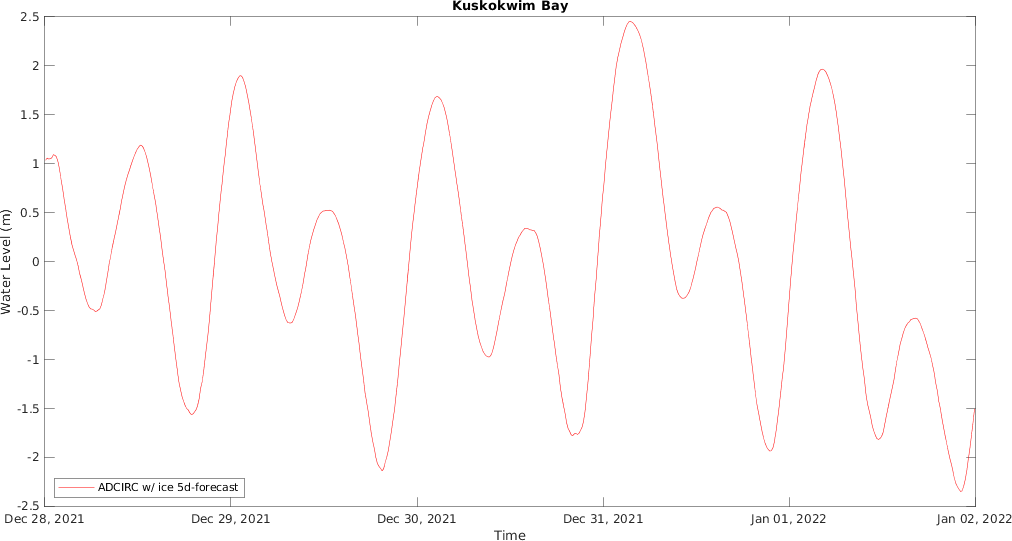 Kuskokwim Bay
2.5
2
1.5
1
0.5
0
-0.5
-1
-1.5
-2
-2.5
Water Level (m)
ADCIRC w/ ice 5d-forecast
Dec 28, 2021 Dec 29, 2021 Dec 30, 2021 Dec 31, 2021 Jan 01, 2022 Jan 02, 2022
Time